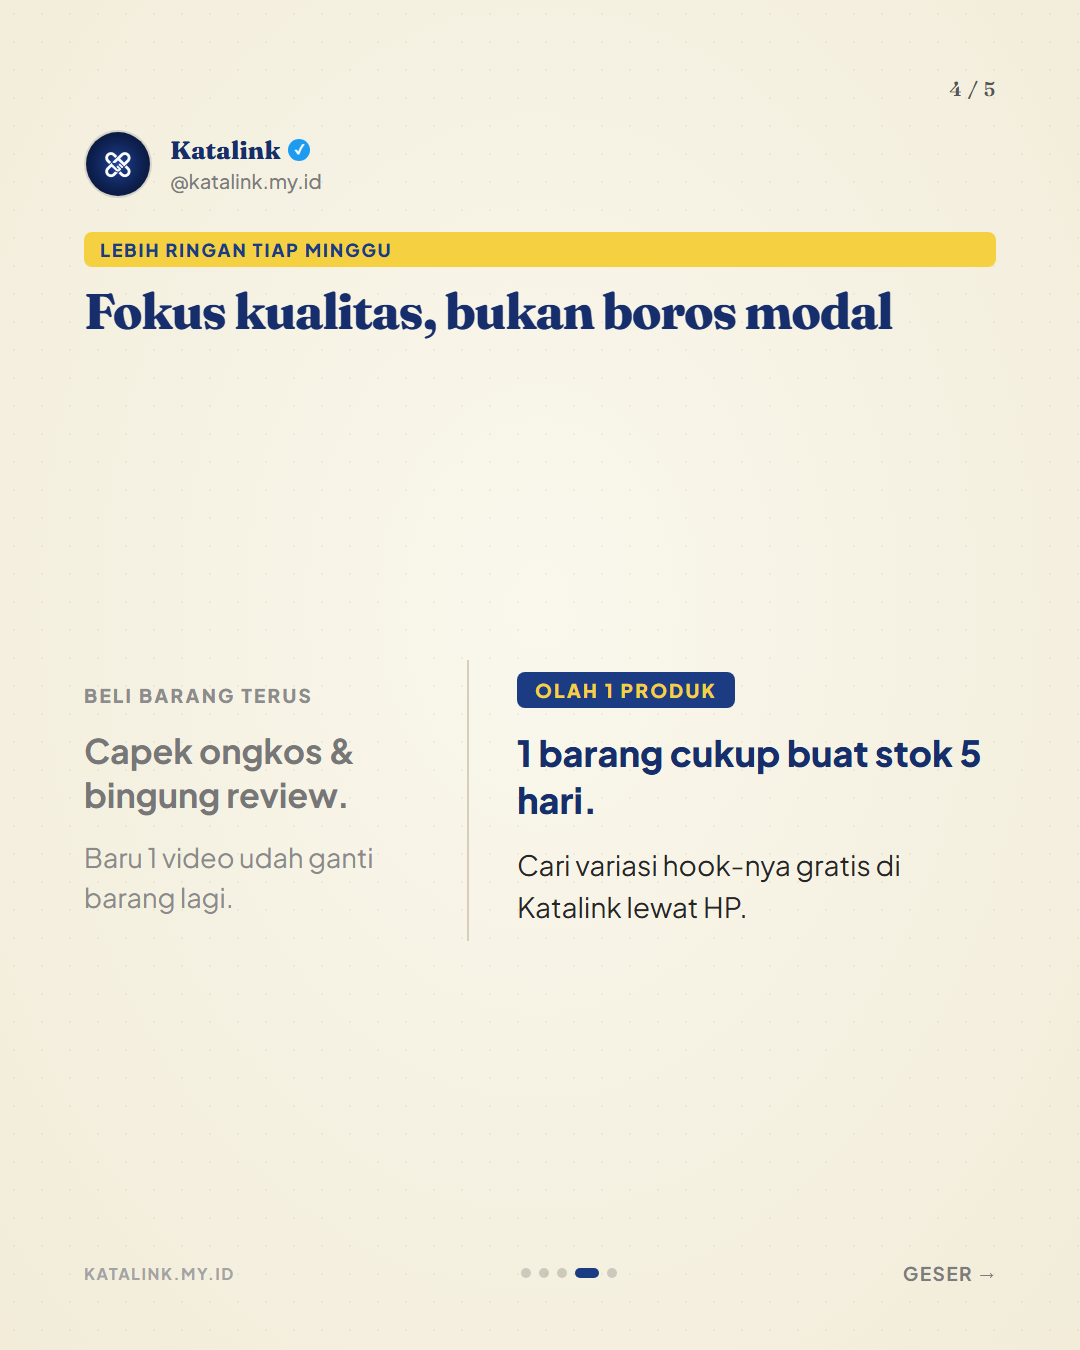 4 / 5
Katalink
@katalink.my.id
LEBIH RINGAN TIAP MINGGU
Fokus kualitas, bukan boros modal
BELI BARANG TERUS
Capek ongkos &
bingung review.
Baru 1 video udah ganti
barang lagi.
OLAH 1 PRODUK
1 barang cukup buat stok 5
hari.
Cari variasi hook-nya gratis di
Katalink lewat HP.
KATALINK.MY.ID
GESER →